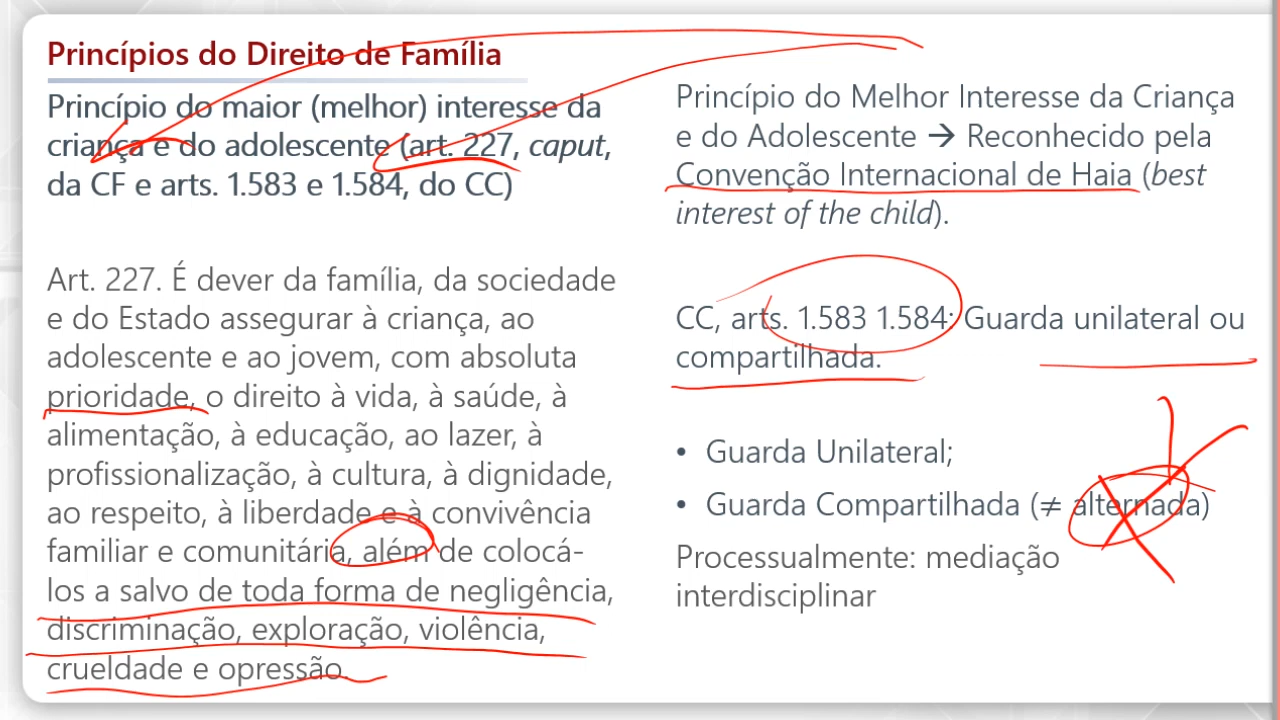 Princípios do Direito de Família
Princípio do maior (melhor) interesse da
criança e do adolescente (art. 227, caput,
da CF e arts. 1.583 e 1.584, do CC)
Art. 227. É dever da família, da sociedade
e do Estado assegurar à criança, ao
adolescente e ao jovem, com absoluta
prioridade, o direito à vida, à saúde, à
alimentação, à educação, ao lazer, à
profissionalização, à cultura, à dignidade,
ao respeito, à liberdade e à convivência
familiar e comunitária, além de colocá-
los a salvo de toda forma de negligência,
discriminação, exploração, violência,
crueldade e opressão.
Princípio do Melhor Interesse da Criança
e do Adolescente → Reconhecido pela
Convenção Internacional de Haia (best
interest of the child).
CC, arts. 1.583 1.584: Guarda unilateral ou
compartilhada.
• Guarda Unilateral;
• Guarda Compartilhada (≠ alternada)
Processualmente: mediação
interdisciplinar